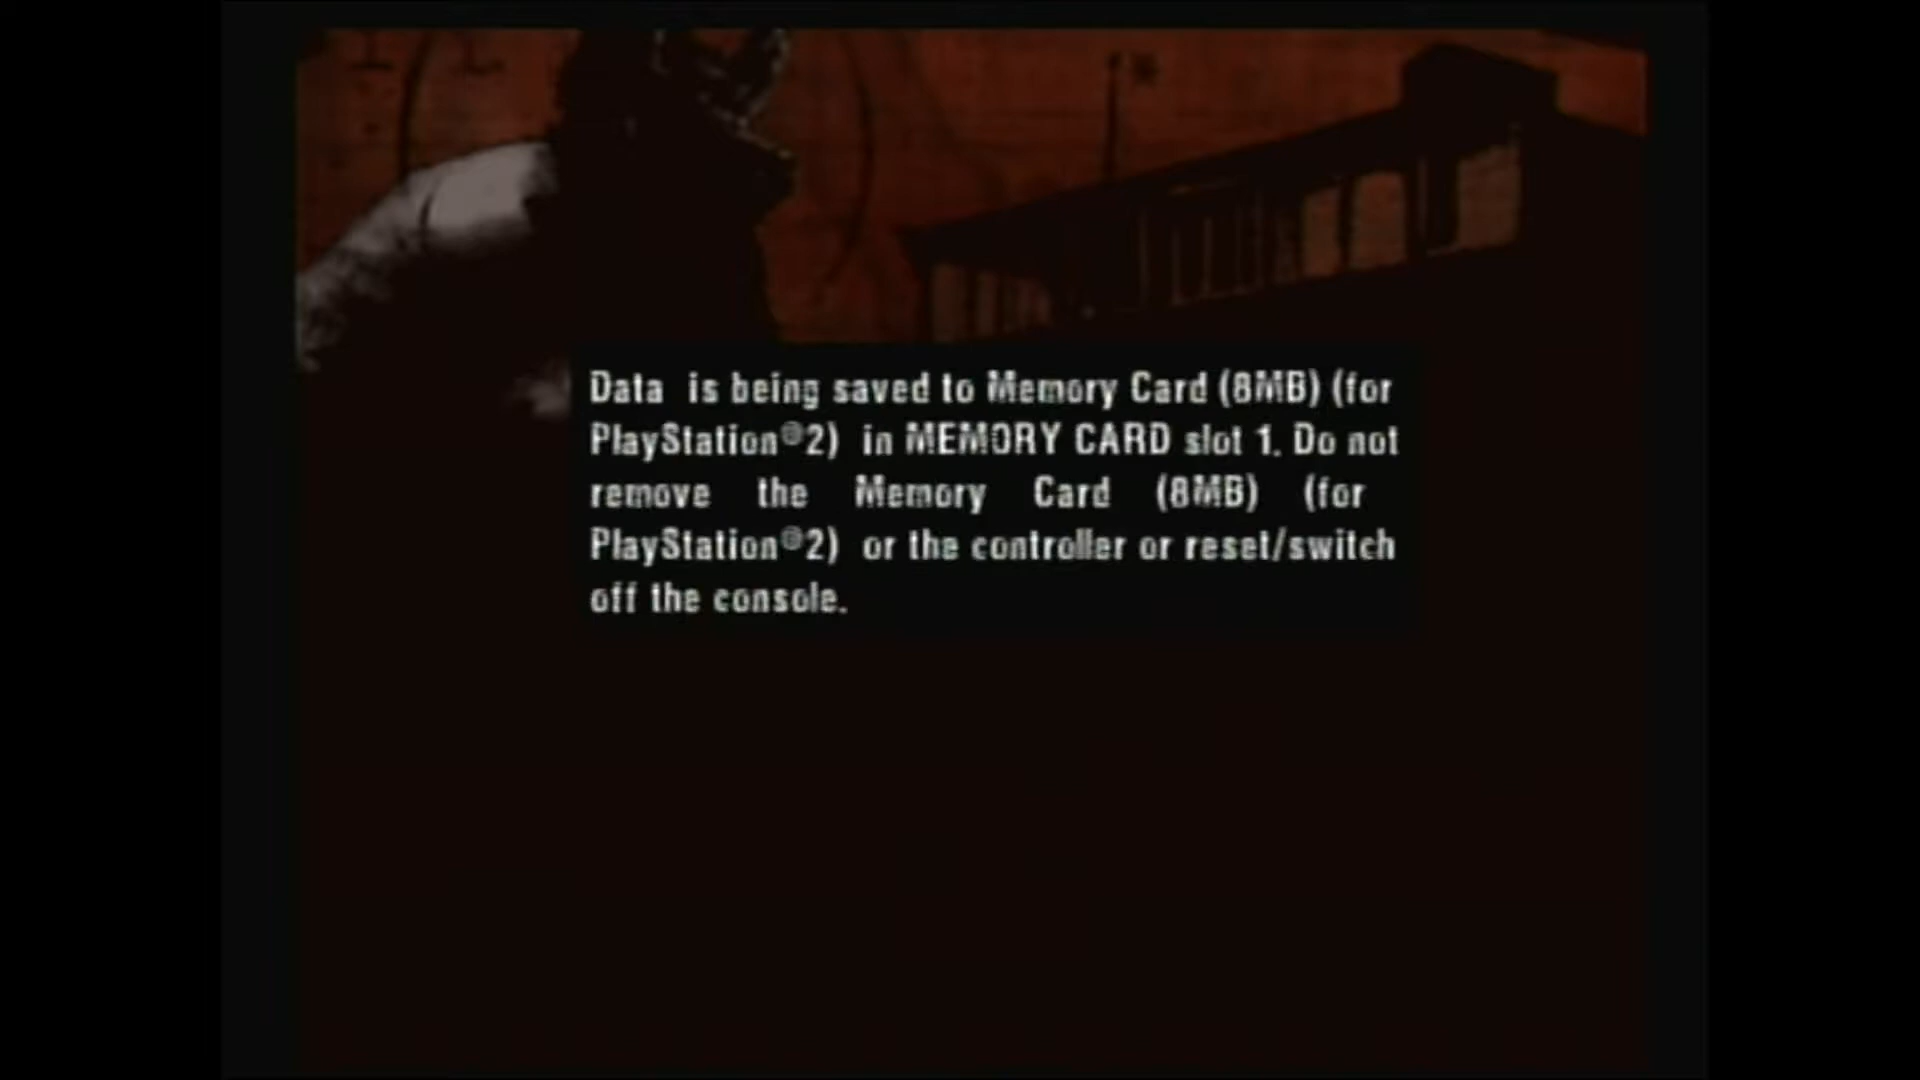 Data is being saved to Memory Card (8MB) (for
PlayStation®2) in MEMORY CARD slot 1. Do not
remove the Memory Card (8MB) (for
PlayStation®2) or the controller or reset/switch
off the console.